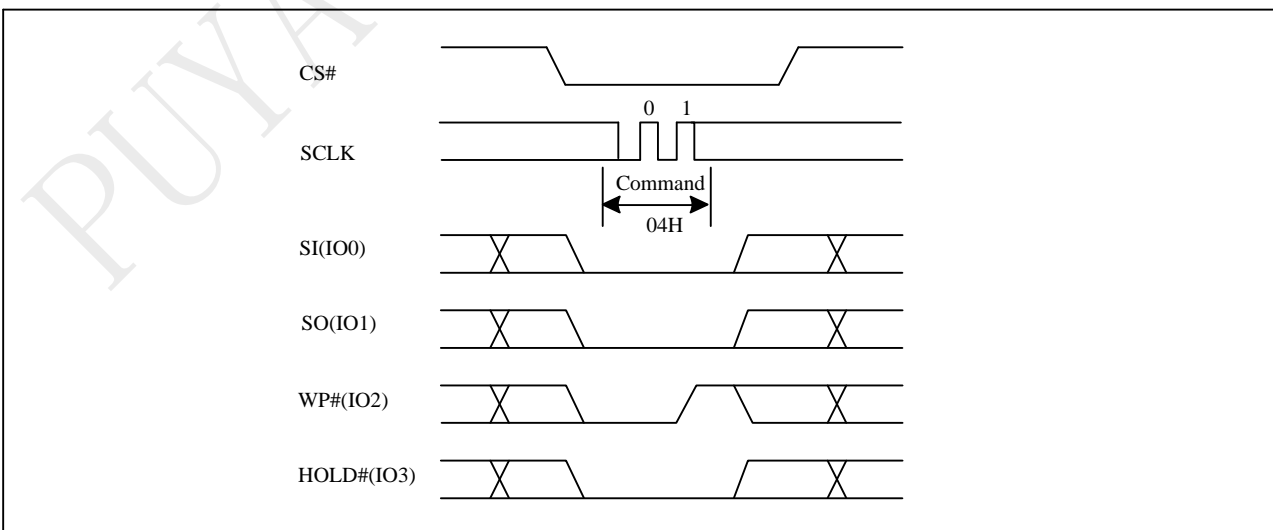 PUYA
CS#
0 1
SCLK
Command
04H
SI(IO0)
SO(IO1)
WP#(IO2)
HOLD#(IO3)